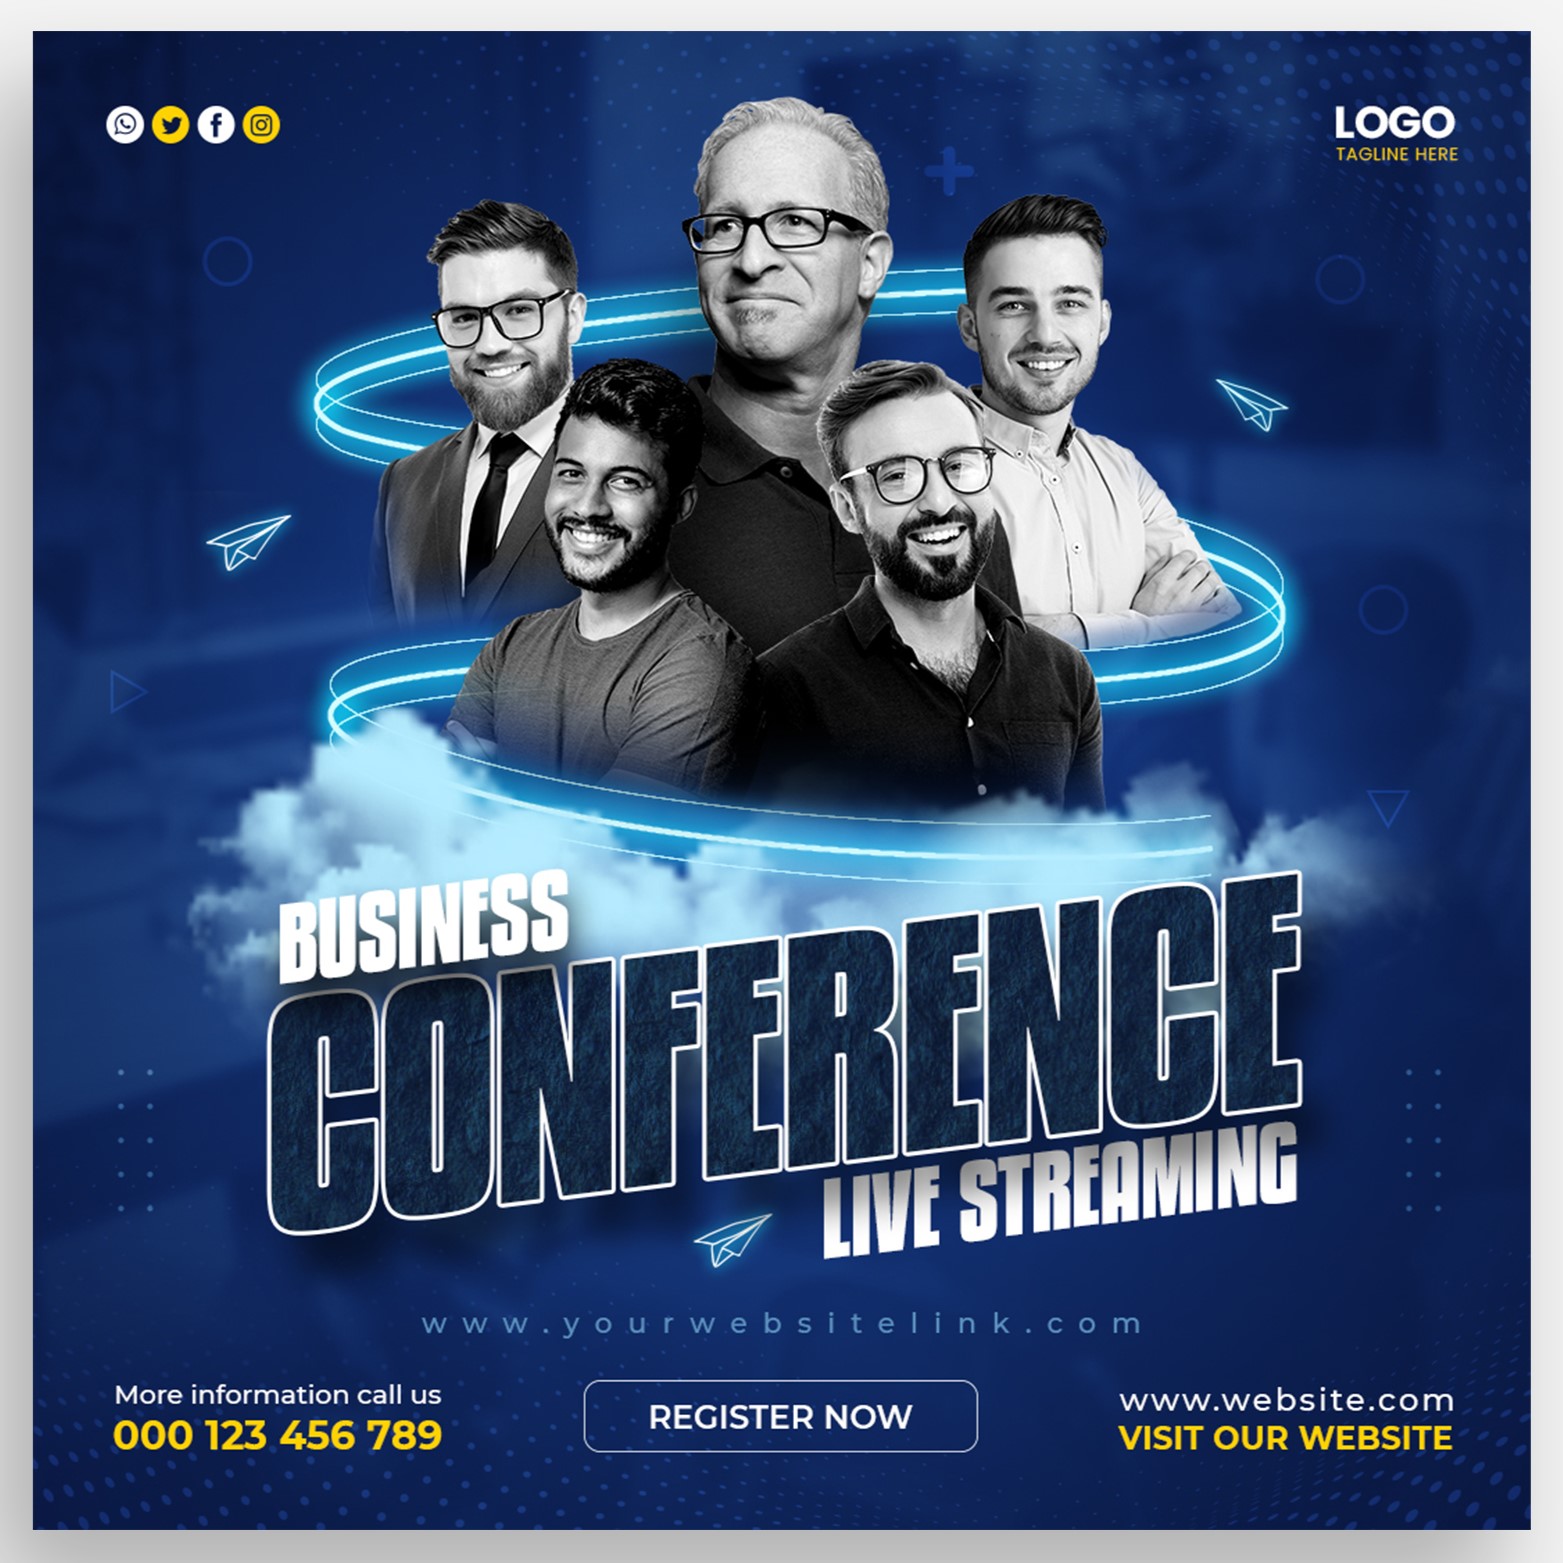 LOGO
TAGLINE HERE
BUSINESS
CONFERENCE
LIVE STREAMING
www.yourwebsitelink.com
More information call us
000 123 456 789
REGISTER NOW
www.website.com
VISIT OUR WEBSITE